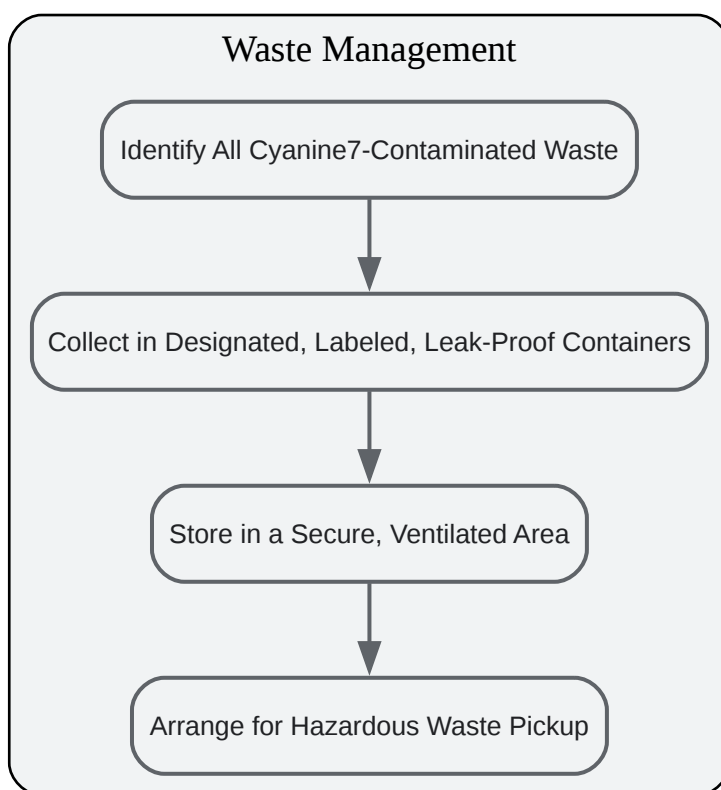 Waste Management
Identify All Cyanine7-Contaminated Waste
Collect in Designated, Labeled, Leak-Proof Containers
Store in a Secure, Ventilated Area
Arrange for Hazardous Waste Pickup